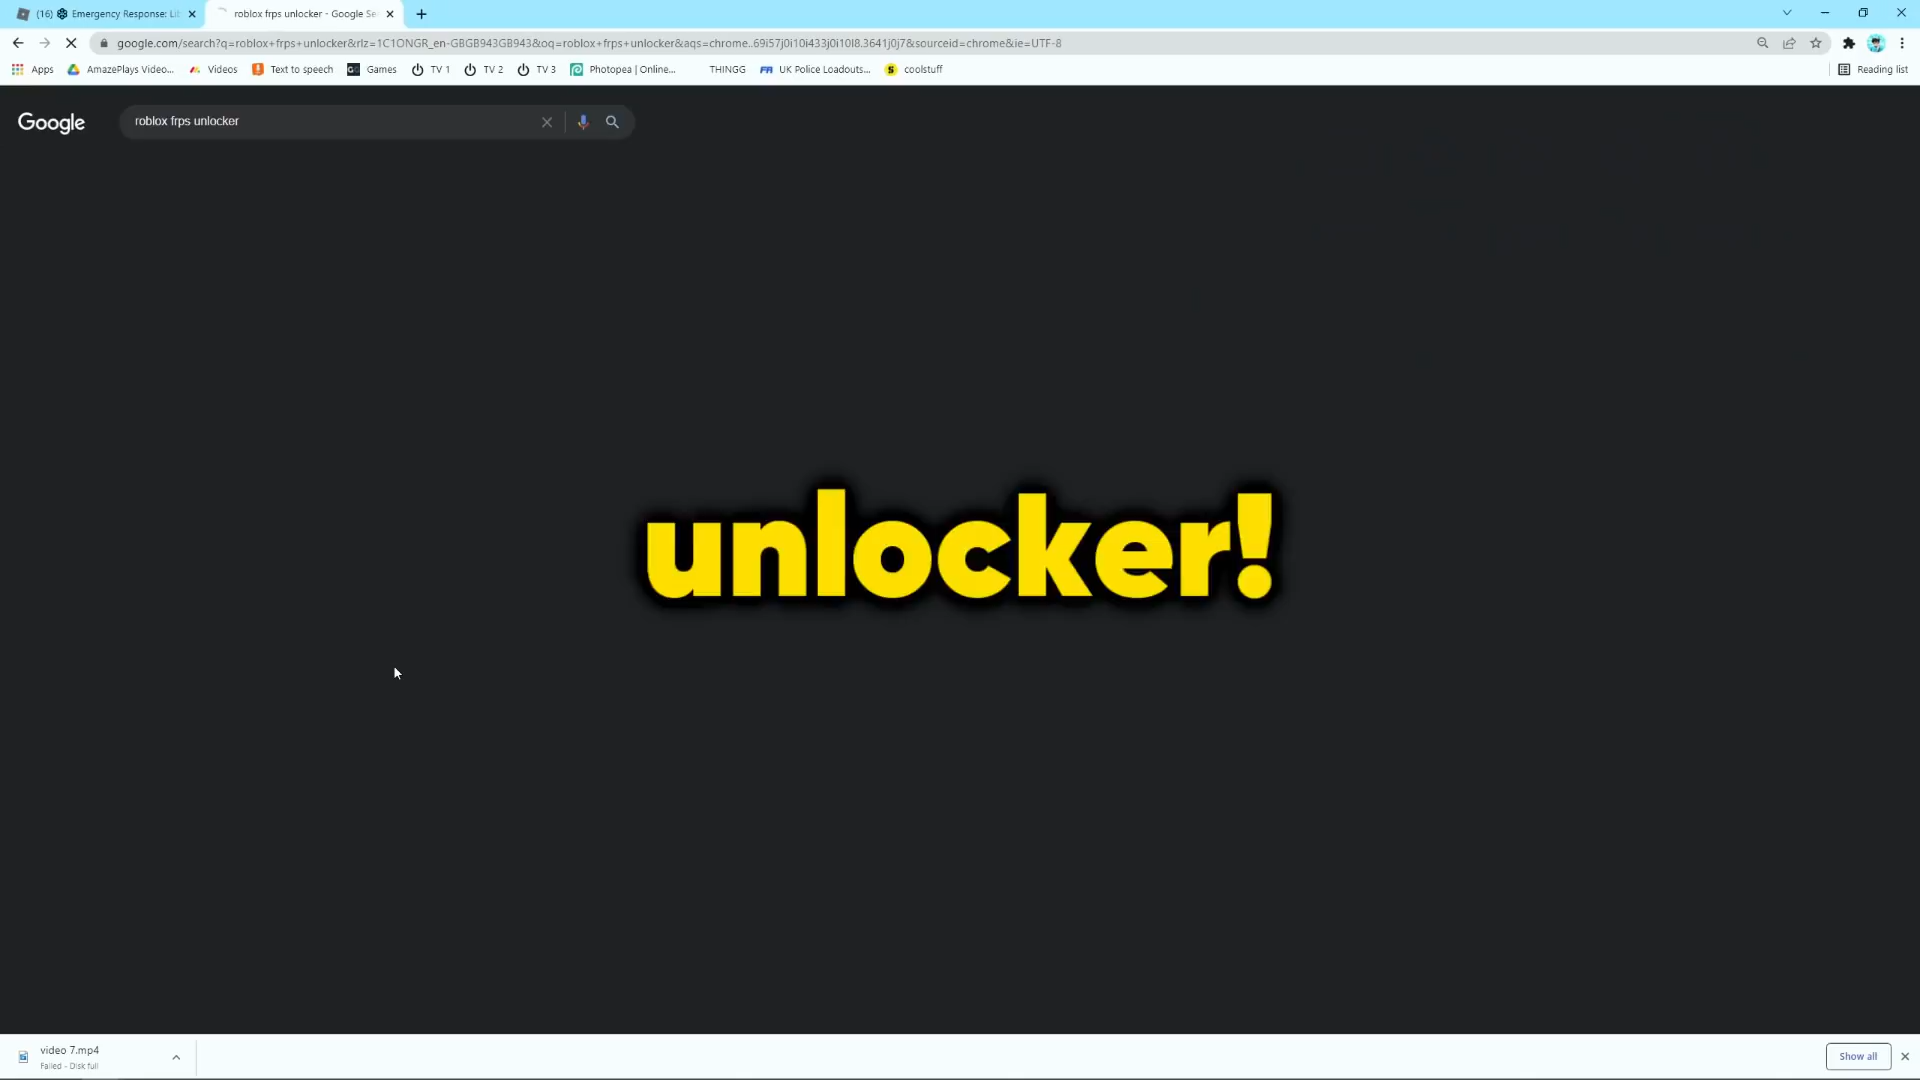 (16) Emergency Response: Lib
roblox frps unlocker - Google Se
google.com/search?q=roblox+frps+unlocker&rlz=1C1ONGR_en-GBGB943GB943&oq=roblox+frps+unlocker&aqs=chrome..69i57j0i10i433j0i10l8.3641j0j7&sourceid=chrome&ie=UTF-8
Apps
AmazePlays Video...
Videos
Text to speech
Games
TV 1
TV 2
TV 3
Photopea | Online...
THINGG
UK Police Loadouts...
coolstuff
Reading list
Google
roblox frps unlocker
unlocker!
video 7.mp4
Failed - Disk full
Show all